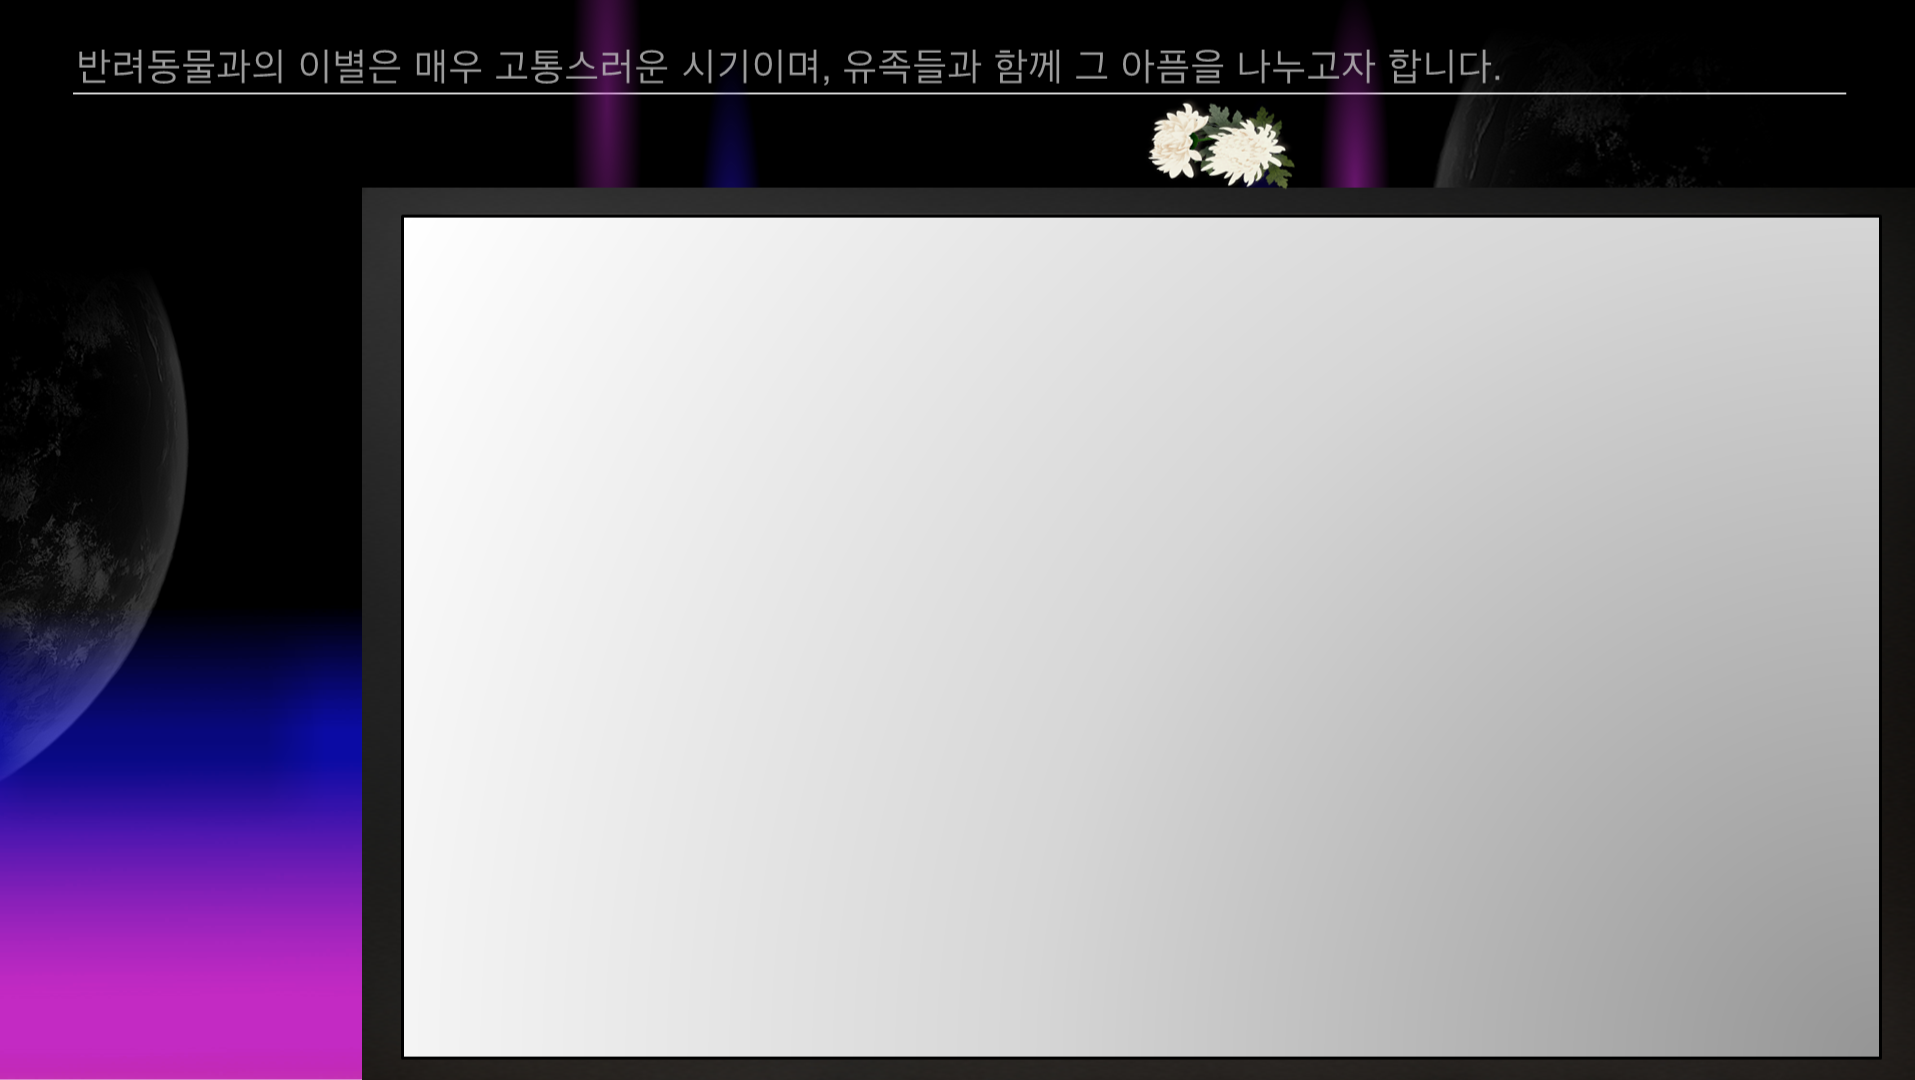 반려동물과의 이별은 매우 고통스러운 시기이며, 유족들과 함께 그 아픔을 나누고자 합니다.